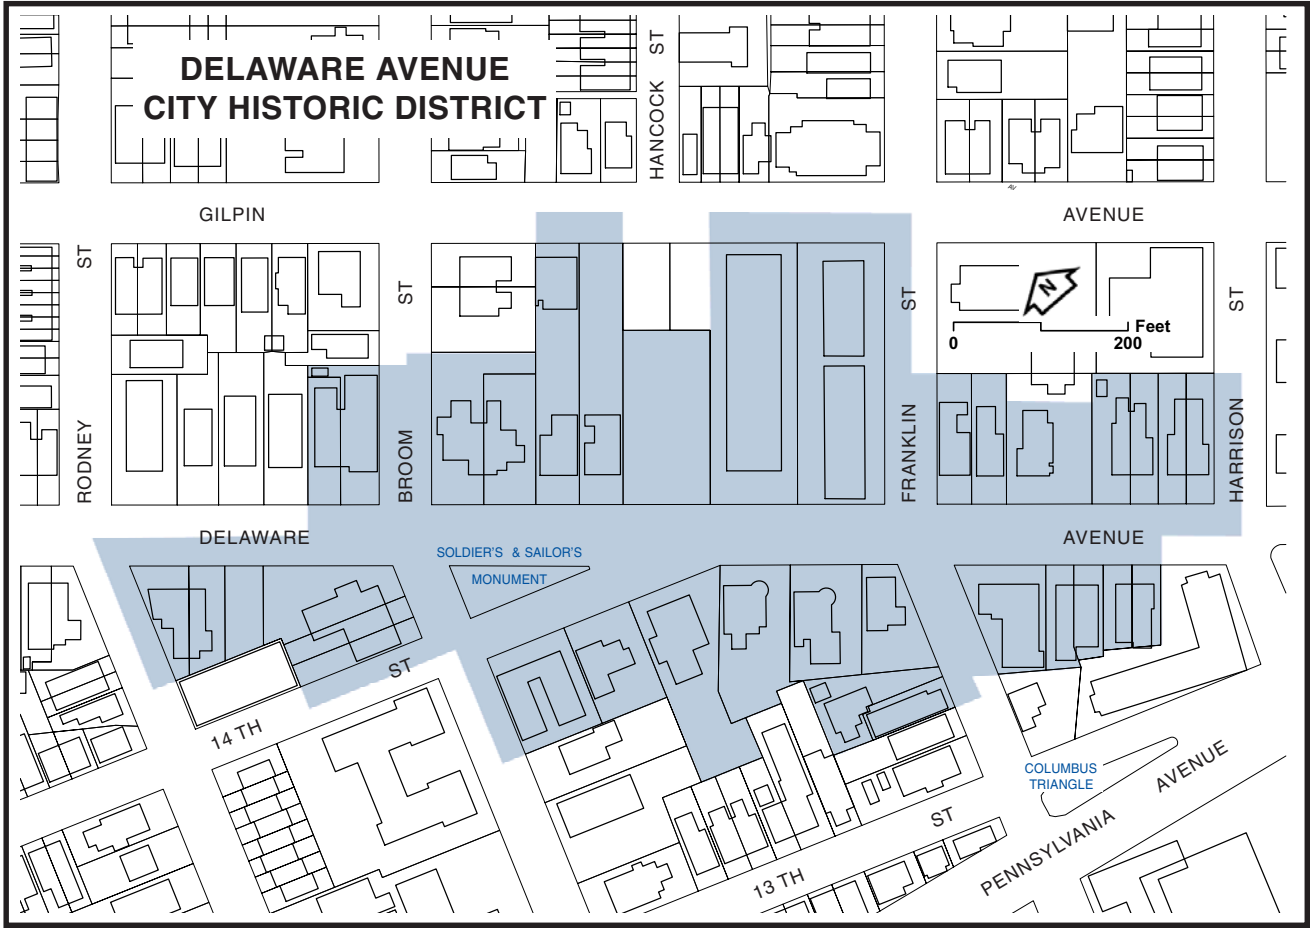 DELAWARE AVENUE
CITY HISTORIC DISTRICT
HANCOCK ST
AV
GILPIN AVENUE
RODNEY ST
BROOM ST
FRANKLIN ST
HARRISON ST
N
Feet
0 200
DELAWARE AVENUE
SOLDIER'S & SAILOR'S
MONUMENT
14 TH ST
COLUMBUS
TRIANGLE
13 TH ST
PENNSYLVANIA AVENUE